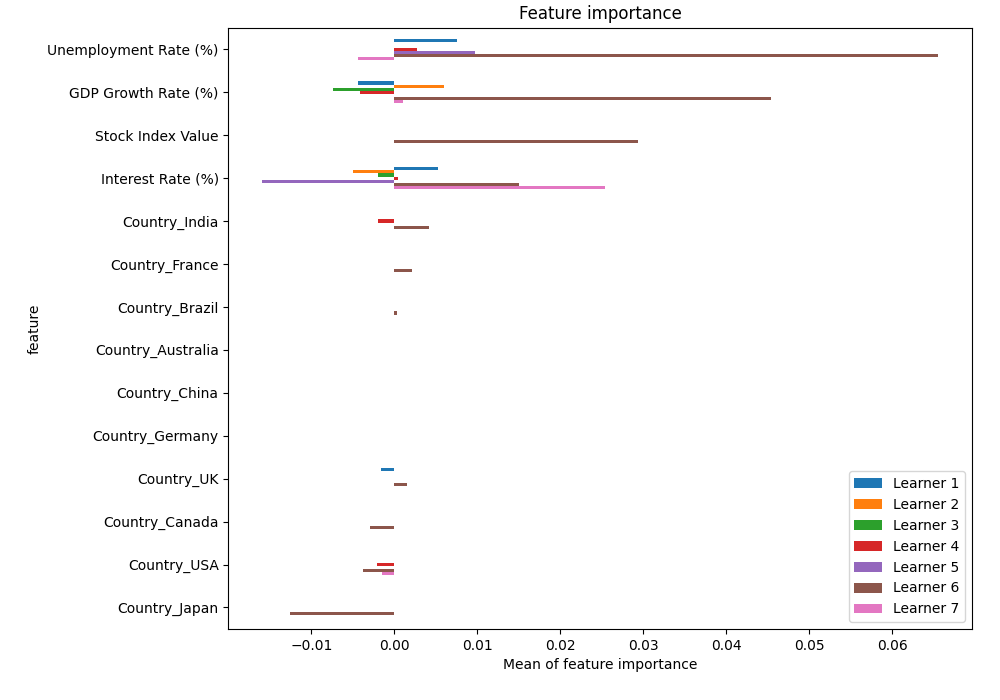 Feature importance
Unemployment Rate (%)
GDP Growth Rate (%)
Stock Index Value
Interest Rate (%)
Country_India
Country_France
Country_Brazil
Country_Australia
Country_China
Country_Germany
Country_UK
Country_Canada
Country_USA
Country_Japan
feature
Learner 1
Learner 2
Learner 3
Learner 4
Learner 5
Learner 6
Learner 7
−0.01 0.00 0.01 0.02 0.03 0.04 0.05 0.06
Mean of feature importance